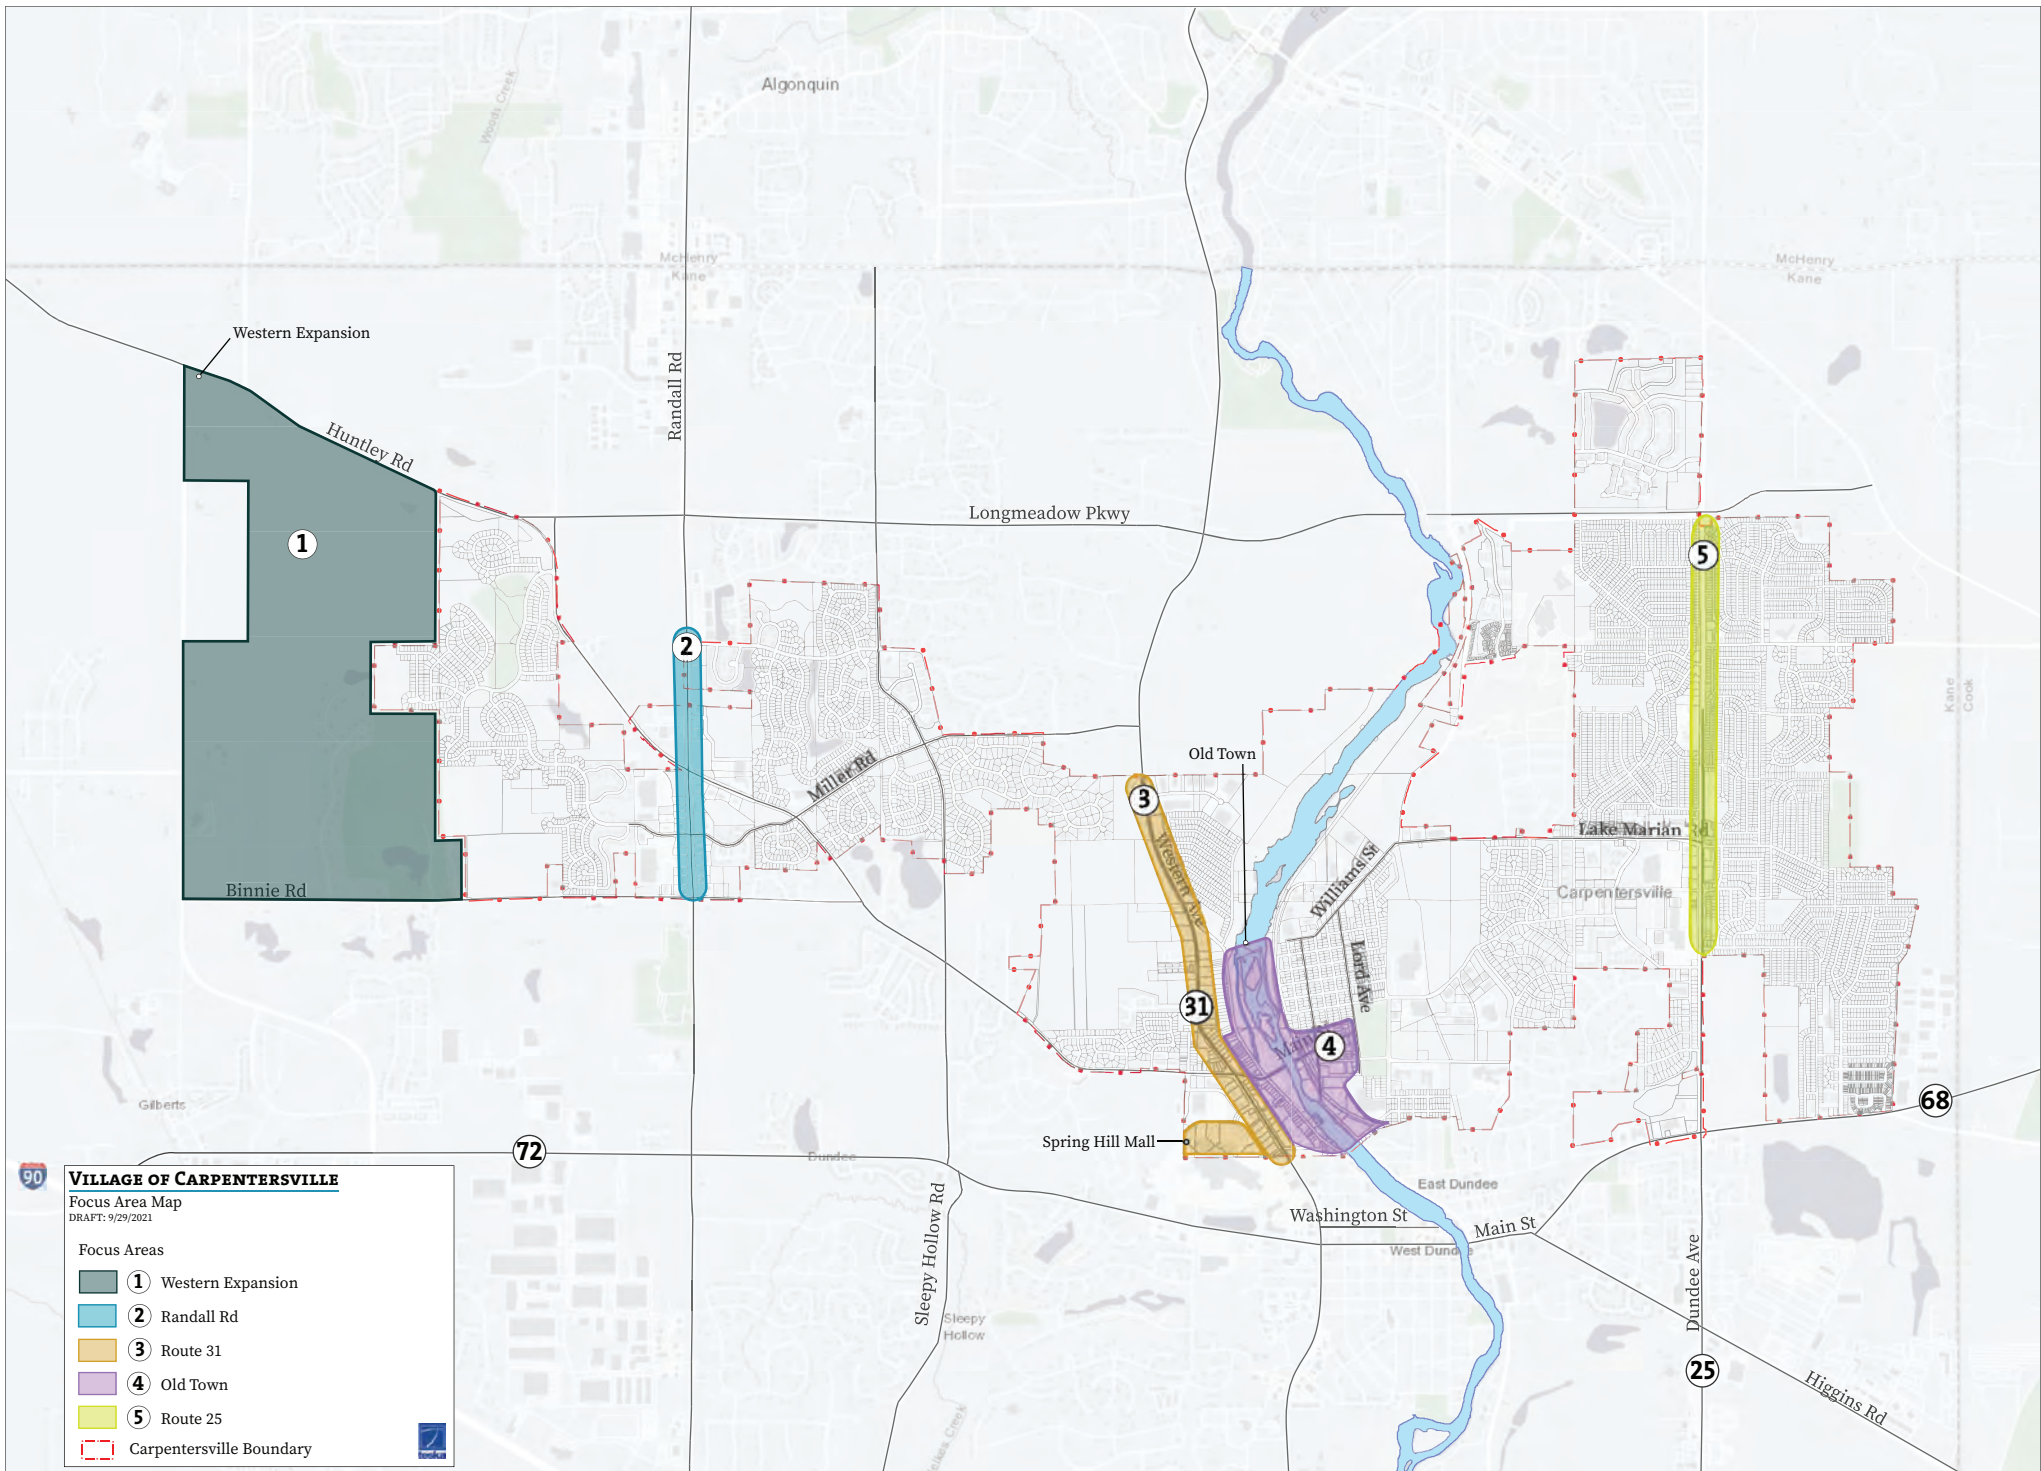 Algonquin
Woods Creek
McHenry
Kane
McHenry
Kane
Western Expansion
Randall Rd
Huntley Rd
Longmeadow Pkwy
1
5
2
Kane
Cook
Old Town
Miller Rd
3
Western Ave
Lake Marian Rd
Williams St
Carpentersville
Binnie Rd
Lord Ave
31
Main
4
Gilberts
68
Spring Hill Mall
72
Dundee
90
East Dundee
Sleepy Hollow Rd
Washington St
Main St
West Dundee
Dundee Ave
Sleepy
Hollow
25
Higgins Rd
VILLAGE OF CARPENTERSVILLE
Focus Area Map
DRAFT: 9/29/2021
Focus Areas
1 Western Expansion
2 Randall Rd
3 Route 31
4 Old Town
5 Route 25
Carpentersville Boundary